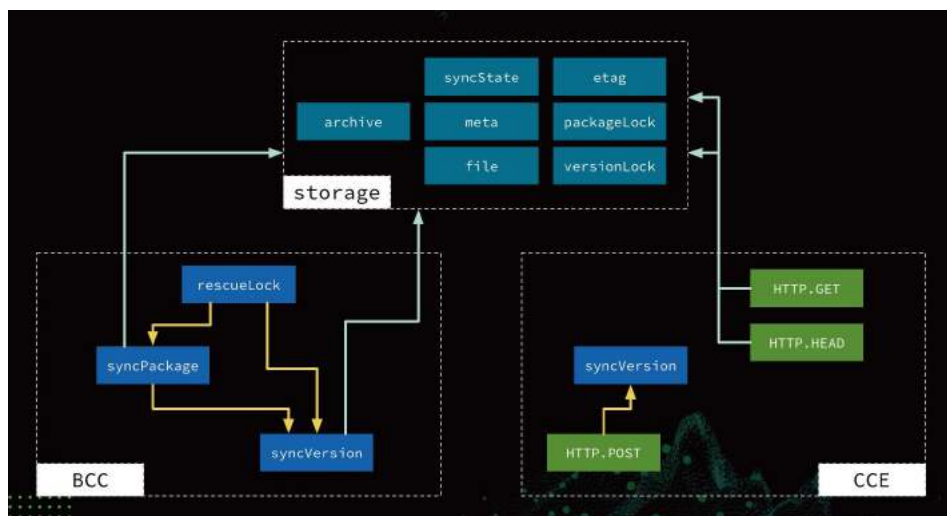 syncState
etag
archive
meta
packageLock
file
versionLock
storage
rescueLock
syncPackage
syncVersion
BCC
HTTP.GET
HTTP.HEAD
syncVersion
HTTP.POST
CCE